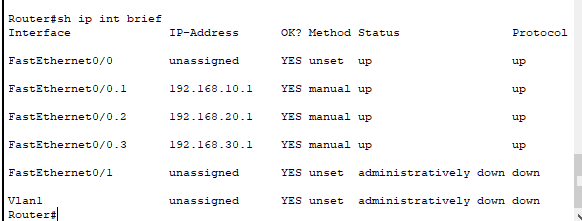 Router#sh ip int brief
Interface IP-Address OK? Method Status Protocol
FastEthernet0/0 unassigned YES unset up up
FastEthernet0/0.1 192.168.10.1 YES manual up up
FastEthernet0/0.2 192.168.20.1 YES manual up up
FastEthernet0/0.3 192.168.30.1 YES manual up up
FastEthernet0/1 unassigned YES unset administratively down down
Vlan1 unassigned YES unset administratively down down
Router#